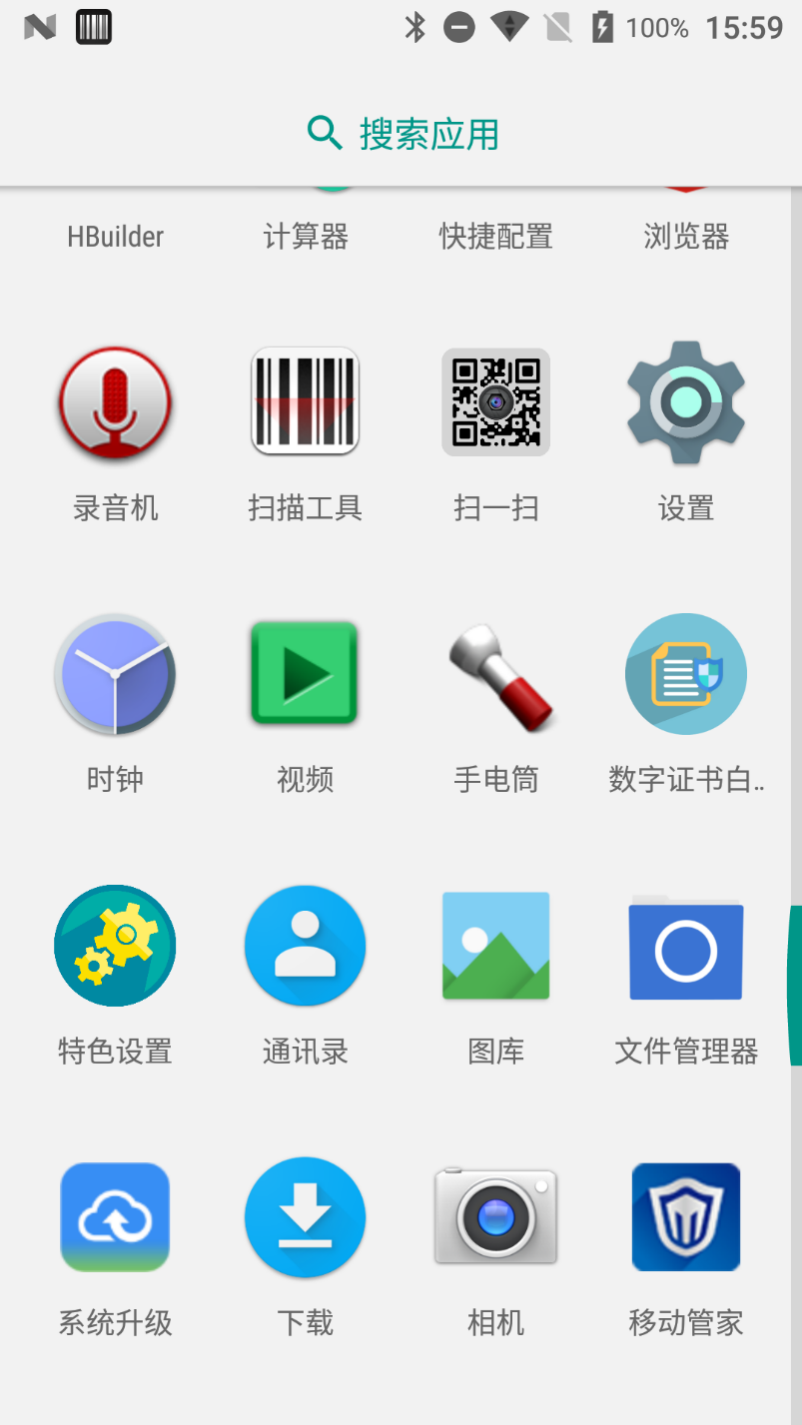 100% 15:59
搜索应用
HBuilder 计算器 快捷配置 浏览器
录音机 扫描工具 扫一扫 设置
时钟 视频 手电筒 数字证书白..
特色设置 通讯录 图库 文件管理器
系统升级 下载 相机 移动管家